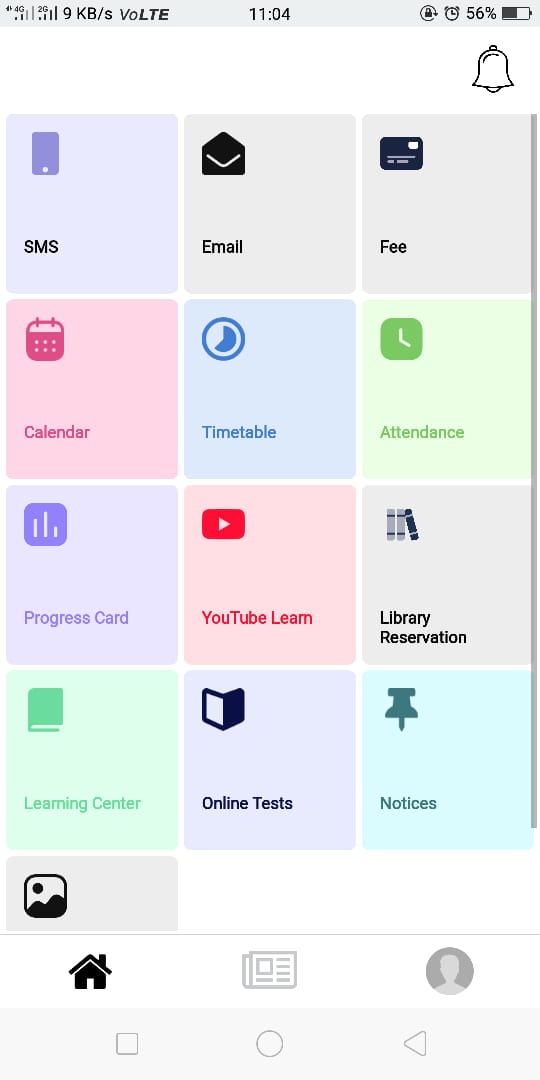 4G 2G 9 KB/s VoLTE 11:04 56%
SMS Email Fee
Calendar Timetable Attendance
Progress Card YouTube Learn Library
Reservation
Learning Center Online Tests Notices